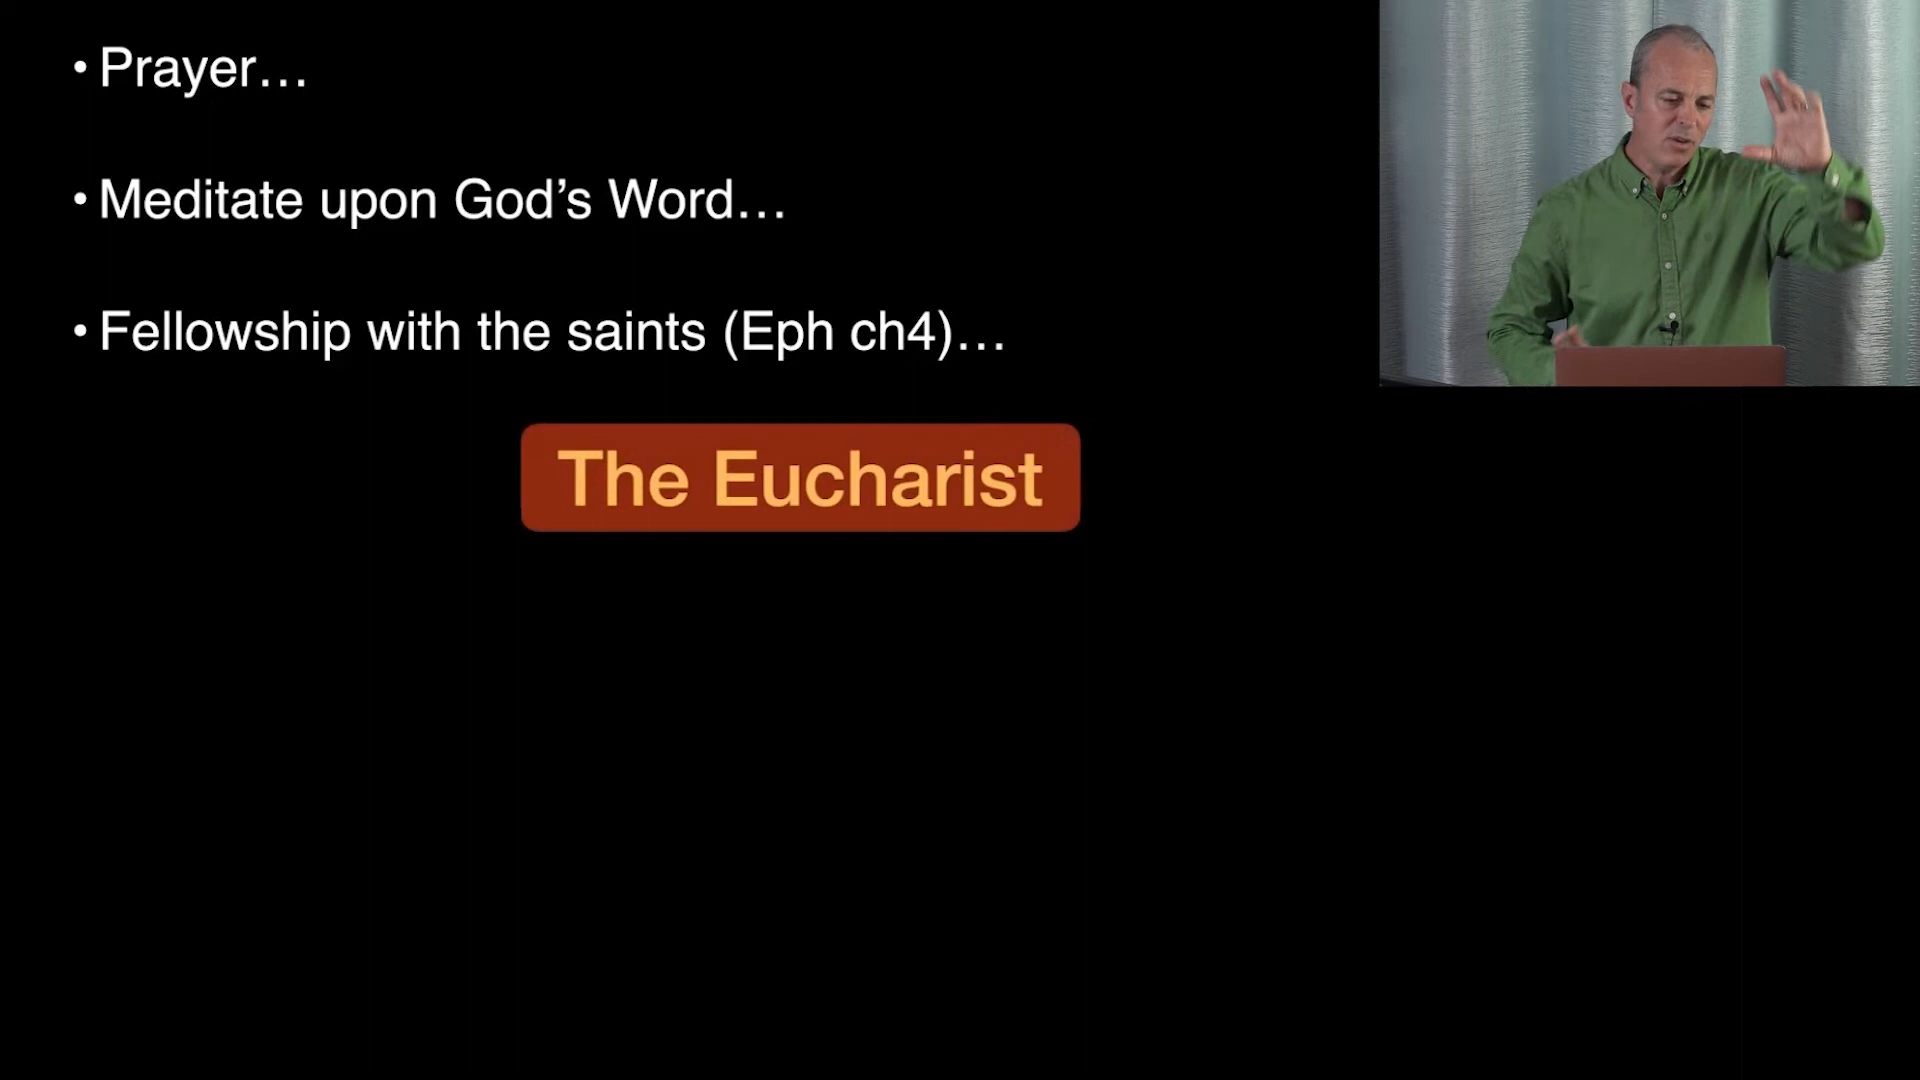 • Prayer…
• Meditate upon God’s Word…
• Fellowship with the saints (Eph ch4)…
The Eucharist